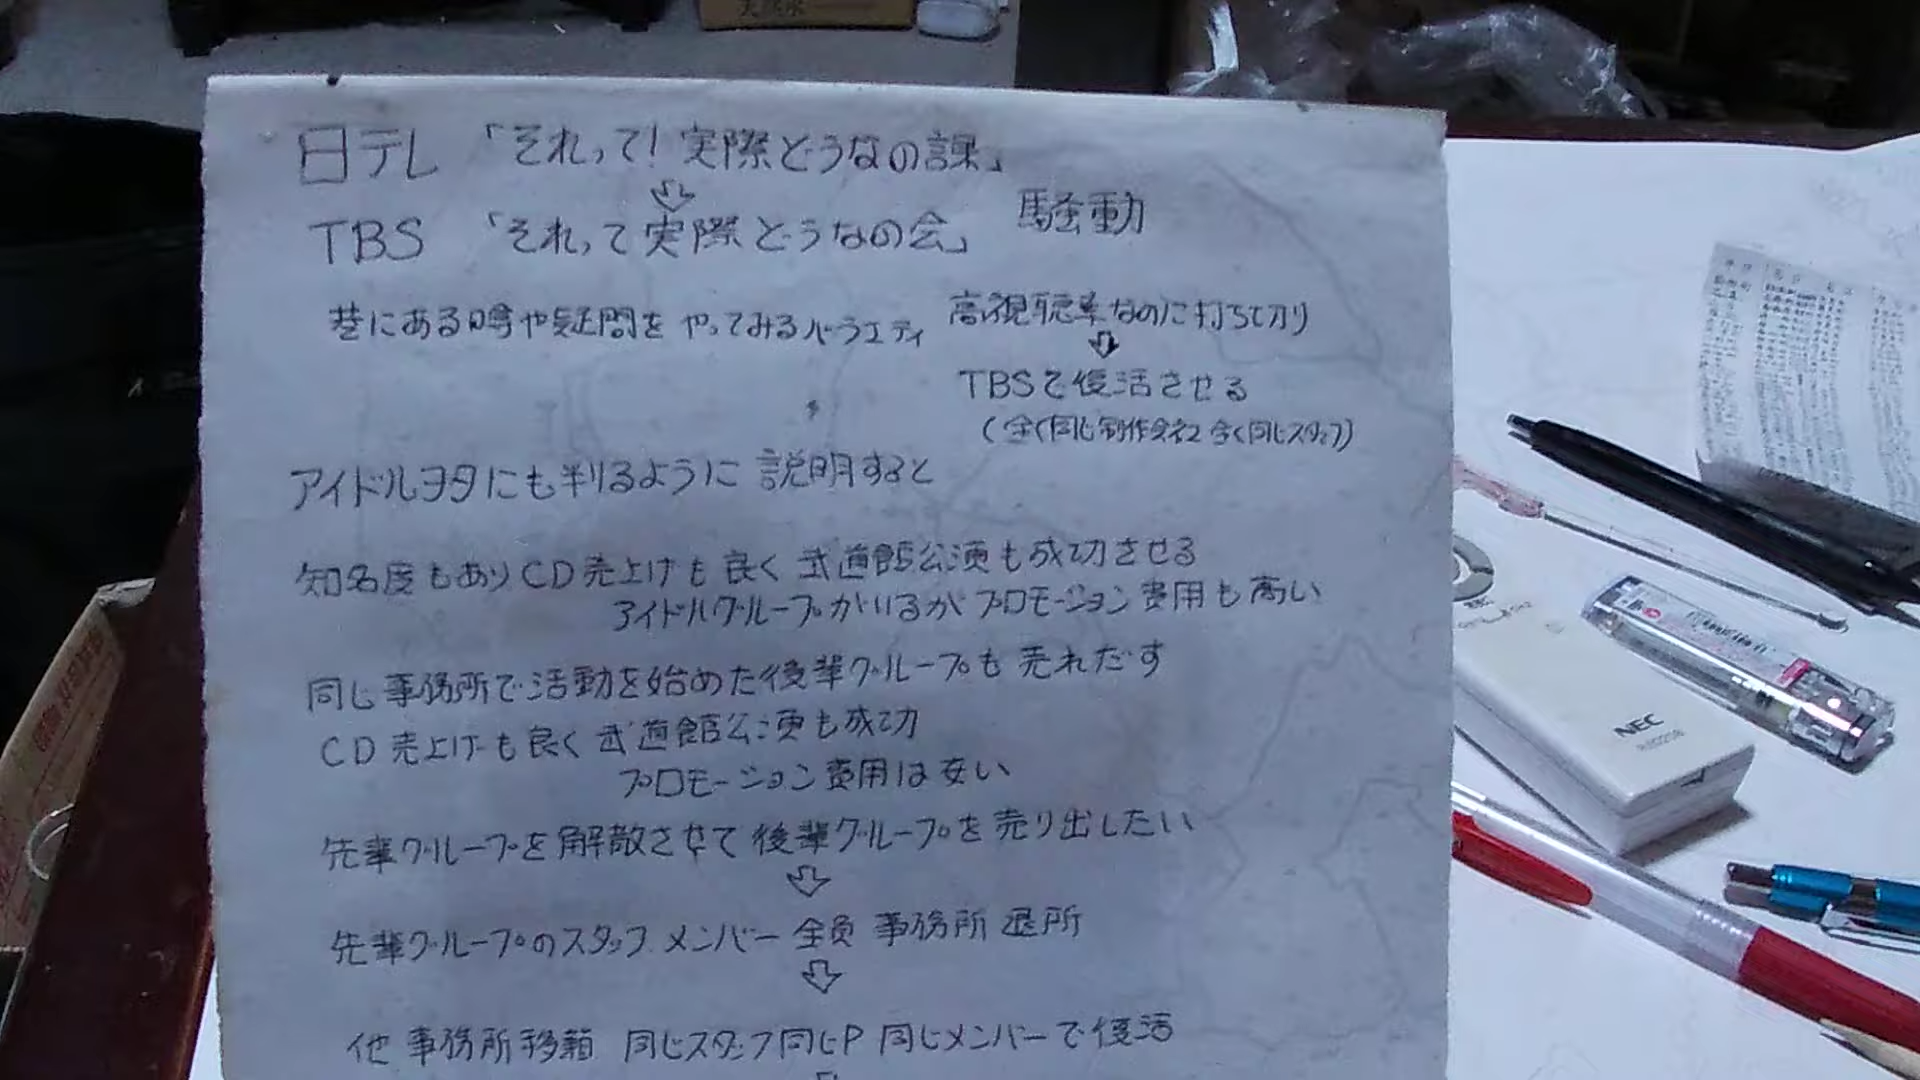 天然水
日テレ 「それって!実際どうなの課」
⇩
TBS 「それって実際どうなの会」 騒動
巷にある噂や疑問をやってみるバラエティ
高視聴率なのに打ち切り
⇩
TBSで復活させる
(全く同じ制作会社 全く同じスタッフ)
アイドルヲタにも判るように説明すると
知名度もありCD売上げも良く武道館公演も成功させる
アイドルグループがいるがプロモーション費用も高い
同じ事務所で活動を始めた後輩グループも売れだす
CD売上げも良く武道館公演も成功
プロモーション費用は安い
先輩グループを解散させて後輩グループを売り出したい
⇩
先輩グループのスタッフメンバー全員事務所退所
⇩
他事務所移籍 同じスタッフ同じP同じメンバーで復活
NEC